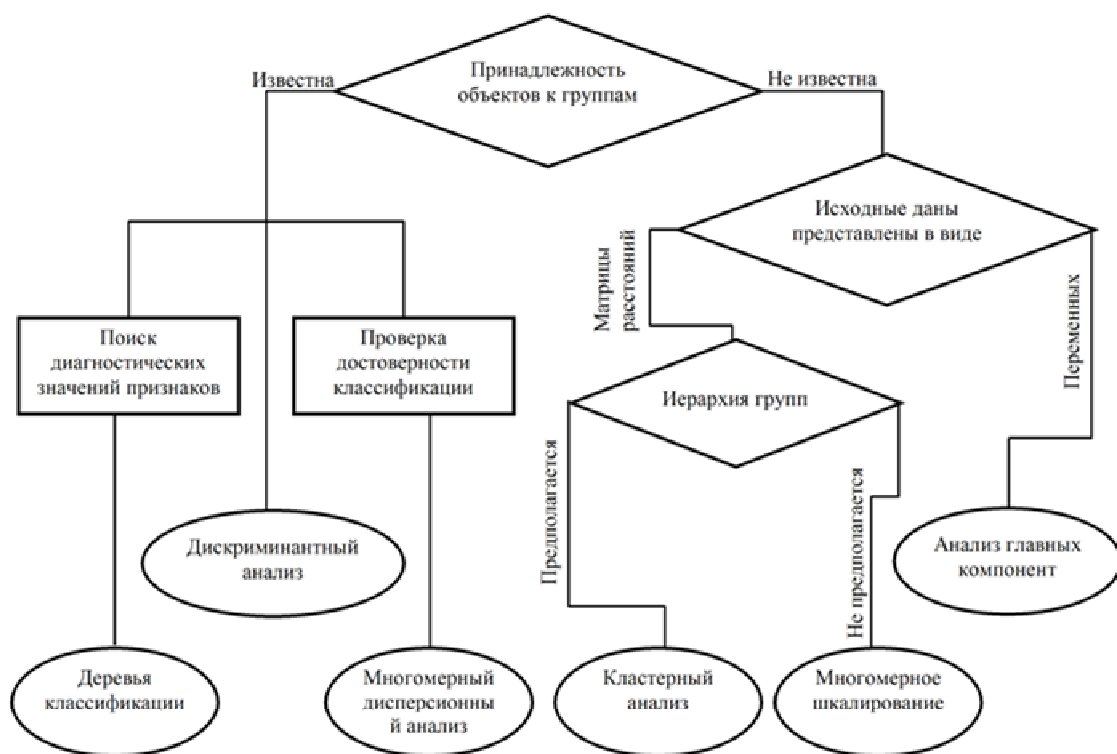 Принадлежность
объектов к группам
Известна
Не известна
Исходные даны
представлены в виде
Матрицы
расстояний
Переменных
Поиск
диагностических
значений признаков
Проверка
достоверности
классификации
Иерархия групп
Предполагается
Не предполагается
Дискриминантный
анализ
Анализ главных
компонент
Деревья
классификации
Многомерный
дисперсионны
й анализ
Кластерный
анализ
Многомерное
шкалирование